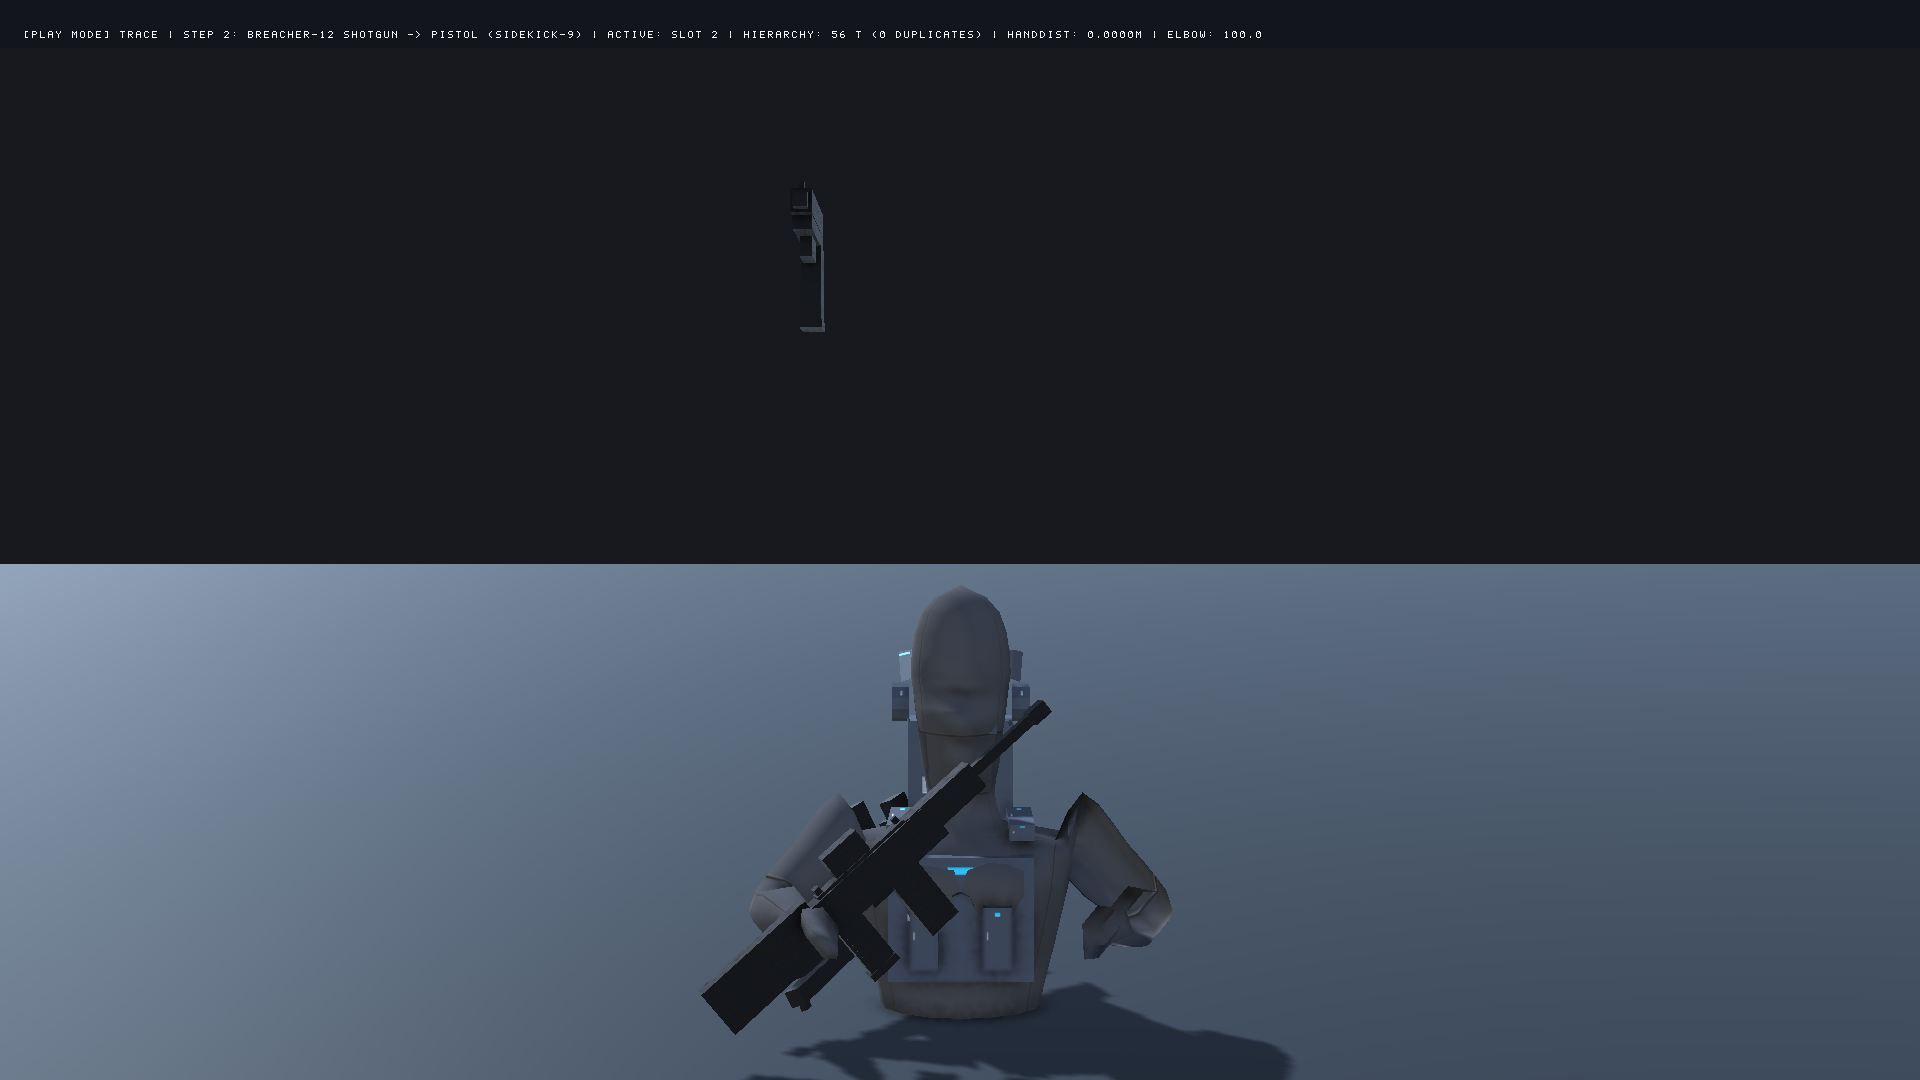 [PLAY MODE] TRACE | STEP 2: BREACHER-12 SHOTGUN -> PISTOL (SIDEKICK-9) | ACTIVE: SLOT 2 | HIERARCHY: 56 T (0 DUPLICATES) | HANDDIST: 0.0000M | ELBOW: 100.0